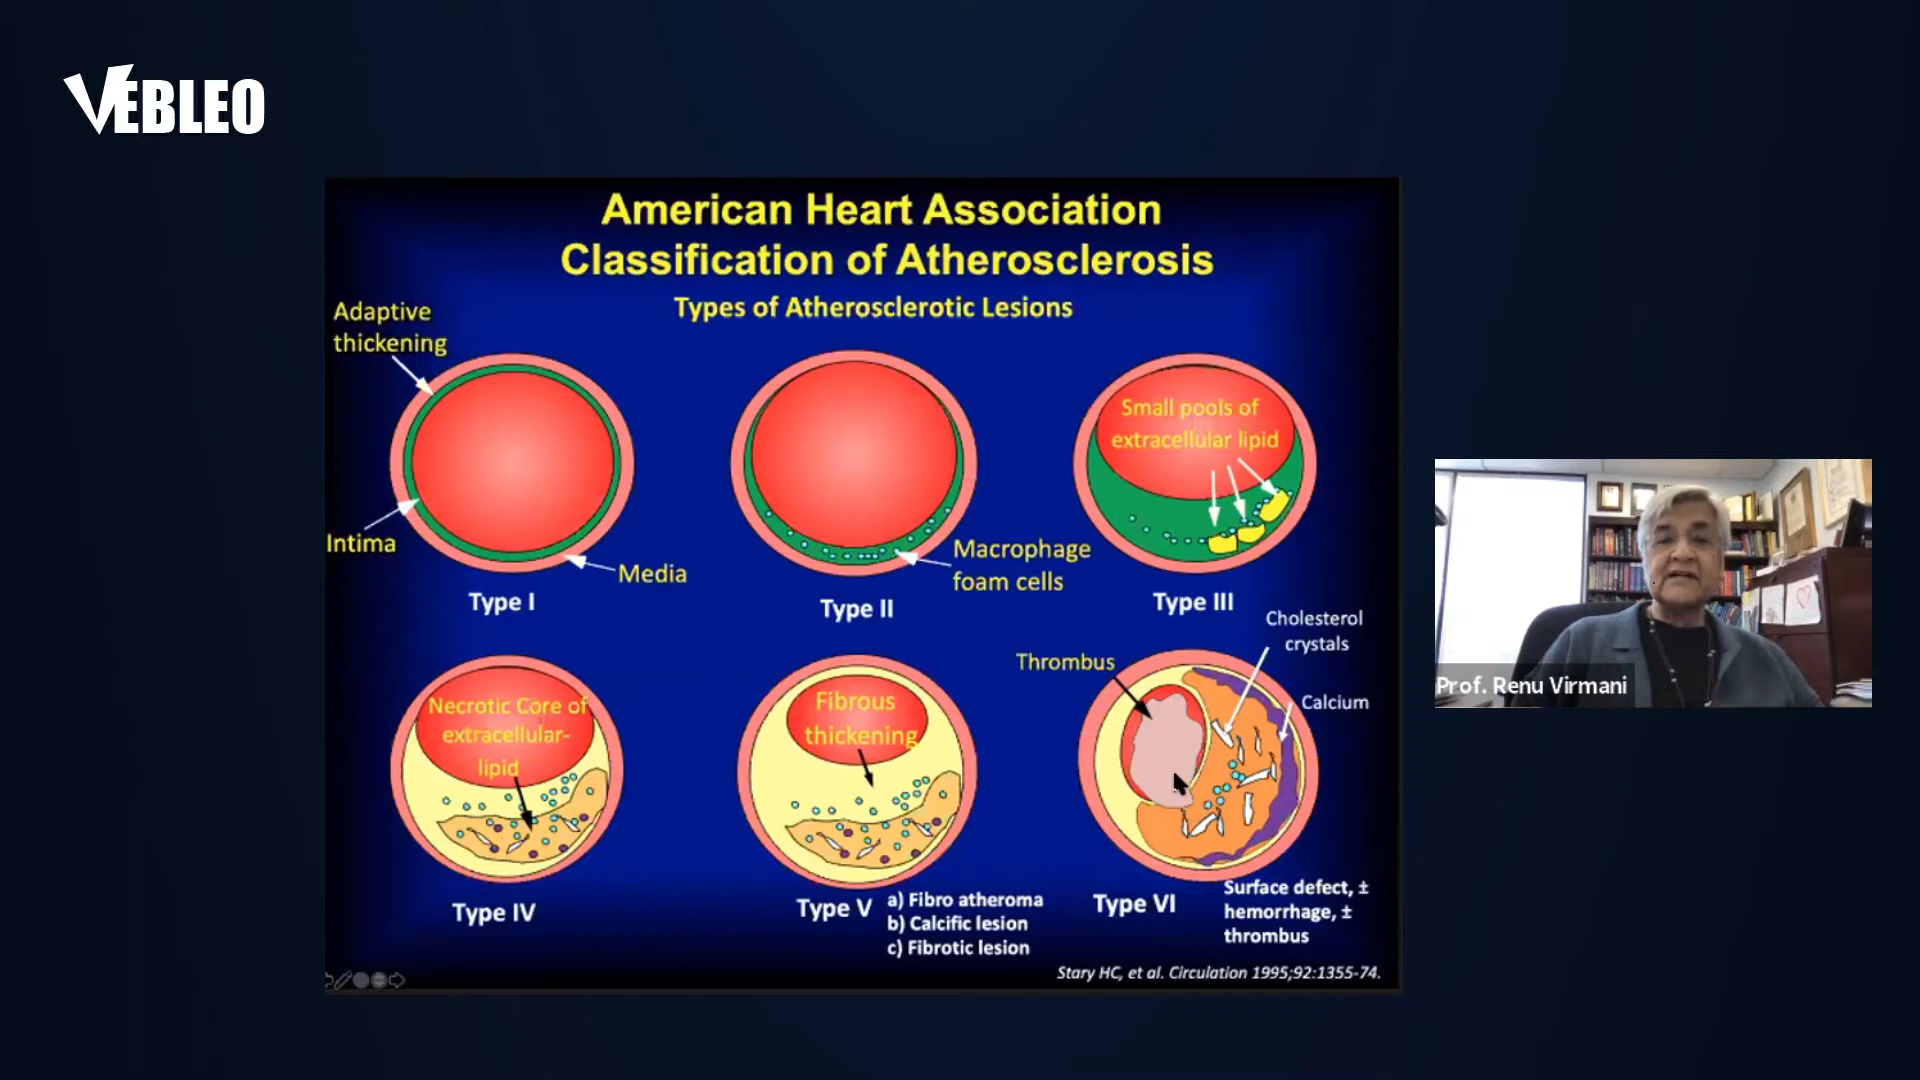 VEBLEO
American Heart Association
Classification of Atherosclerosis
Types of Atherosclerotic Lesions
Adaptive
thickening
Intima
Media
Type I
Macrophage
foam cells
Type II
Small pools of
extracellular lipid
Type III
Necrotic Core of
extracellular-
lipid
Type IV
Fibrous
thickening
Type V
a) Fibro atheroma
b) Calcific lesion
c) Fibrotic lesion
Thrombus
Cholesterol
crystals
Calcium
Type VI
Surface defect, ±
hemorrhage, ±
thrombus
Stary HC, et al. Circulation 1995;92:1355-74.
Prof. Renu Virmani